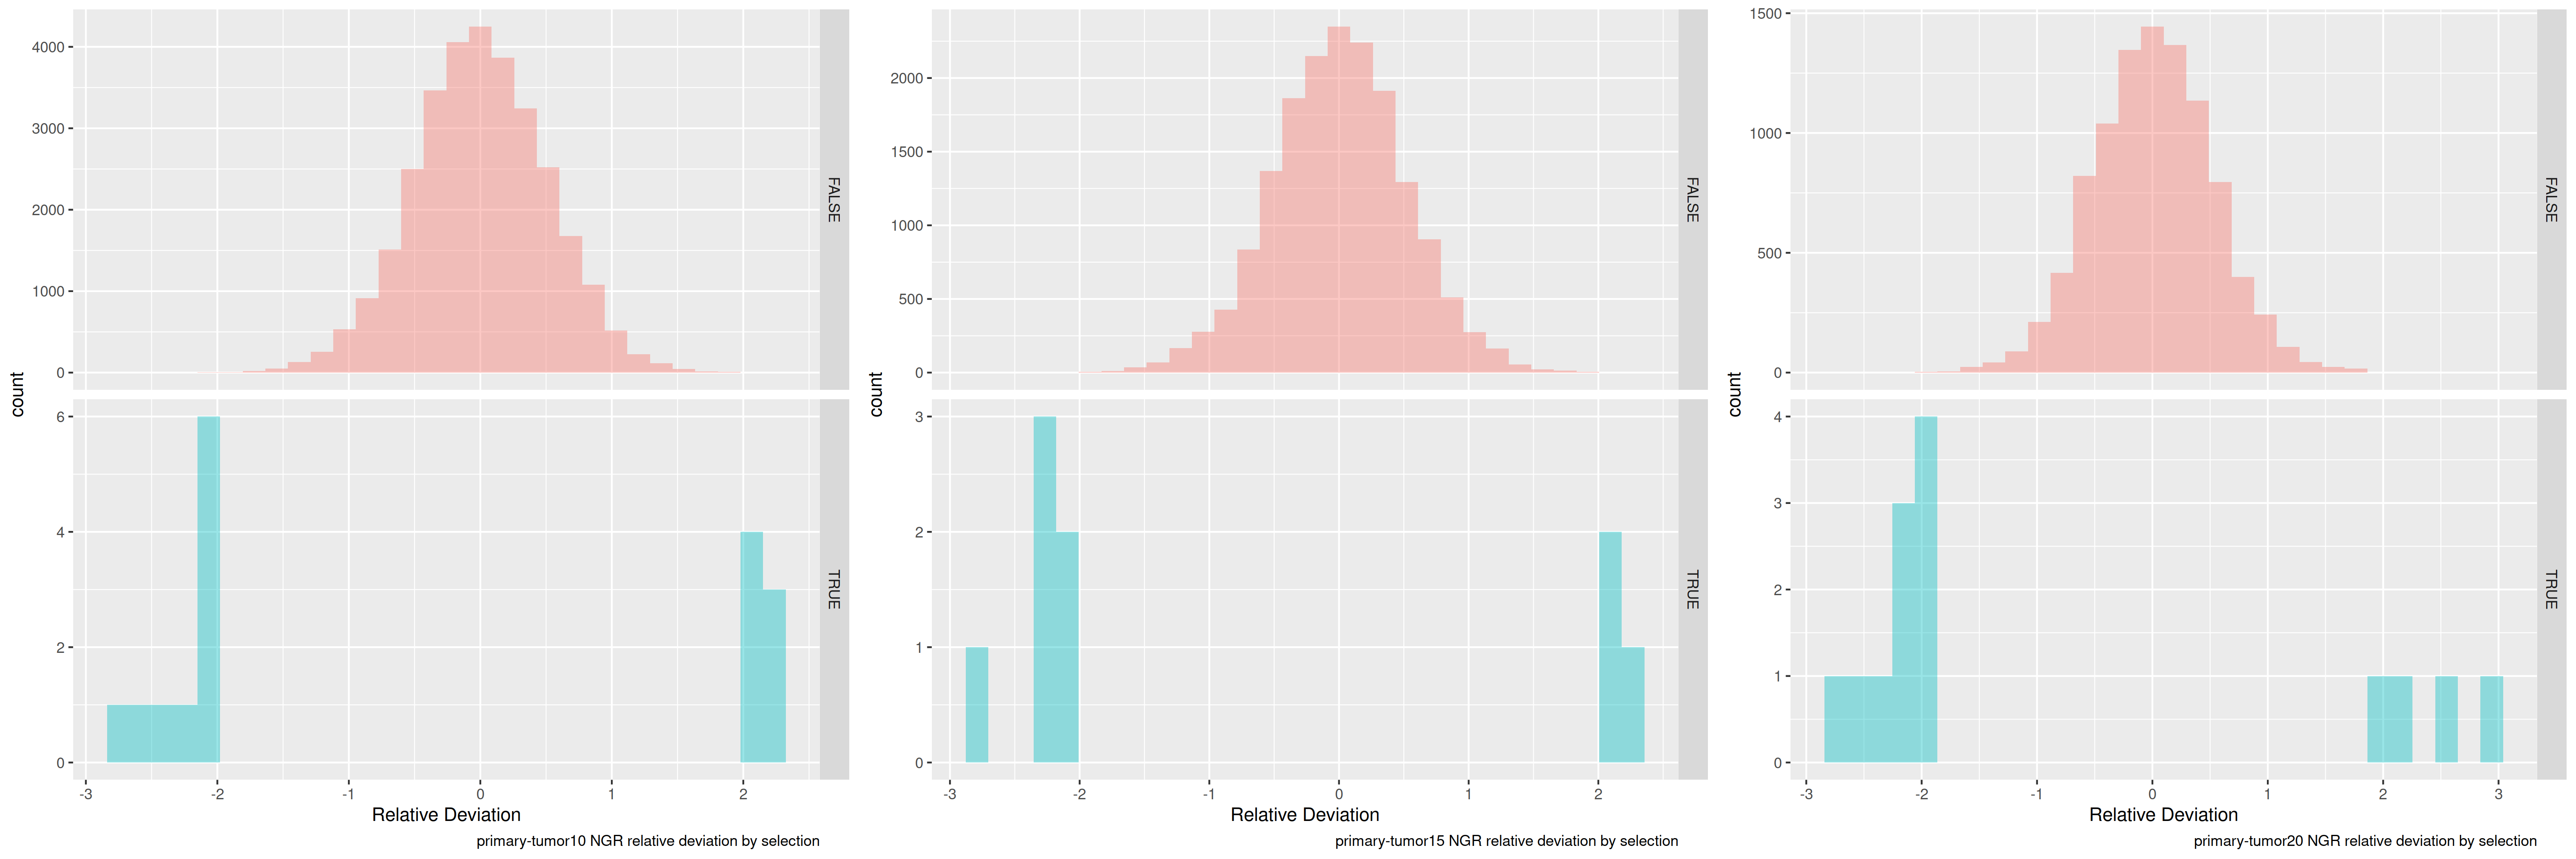 count
4000
3000
2000
1000
0
FALSE
6
4
2
0
TRUE
-3 -2 -1 0 1 2
Relative Deviation
primary-tumor10 NGR relative deviation by selection
count
2000
1500
1000
500
0
FALSE
3
2
1
0
TRUE
-3 -2 -1 0 1 2
Relative Deviation
primary-tumor15 NGR relative deviation by selection
count
1500
1000
500
0
FALSE
4
3
2
1
0
TRUE
-3 -2 -1 0 1 2 3
Relative Deviation
primary-tumor20 NGR relative deviation by selection